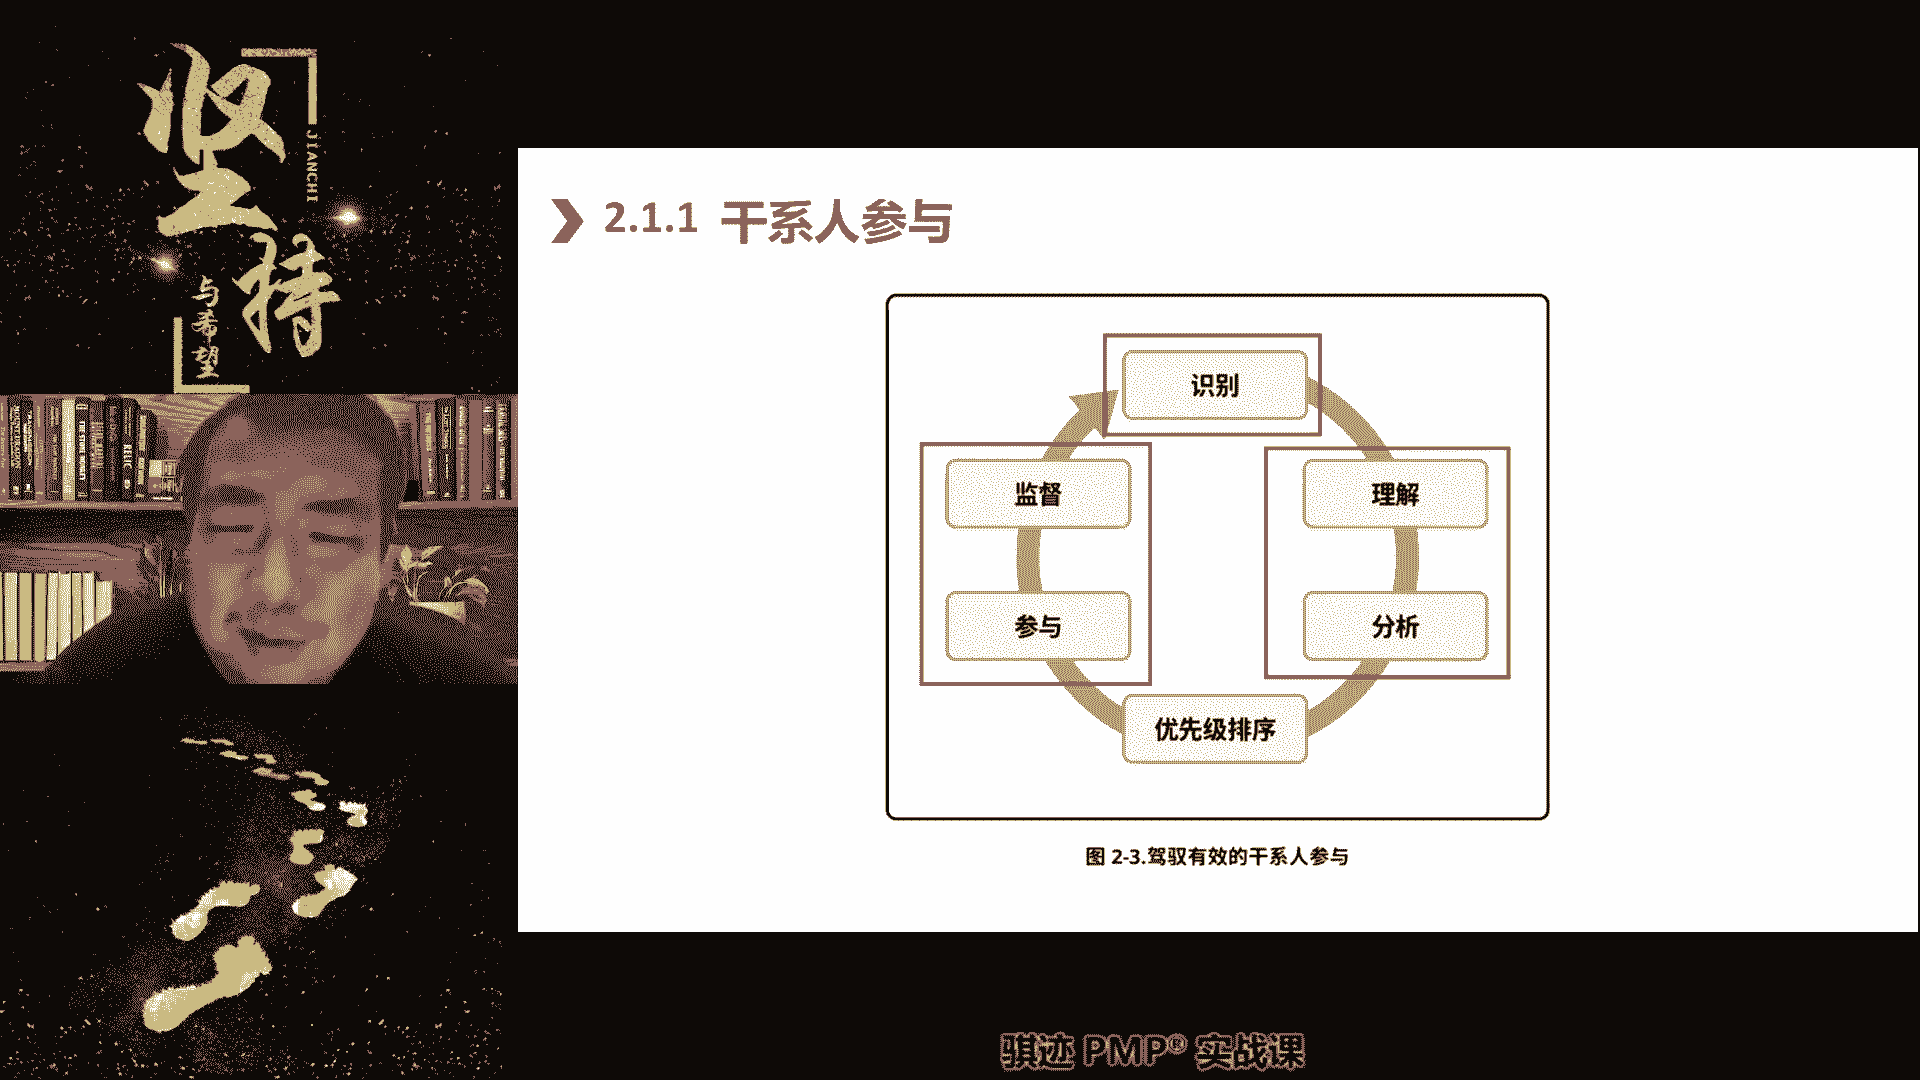 坚持
JIANCHI
与希望
2.1.1 干系人参与
识别
监督
理解
参与
分析
优先级排序
图 2-3.驾驭有效的干系人参与
骐迹 PMP® 实战课